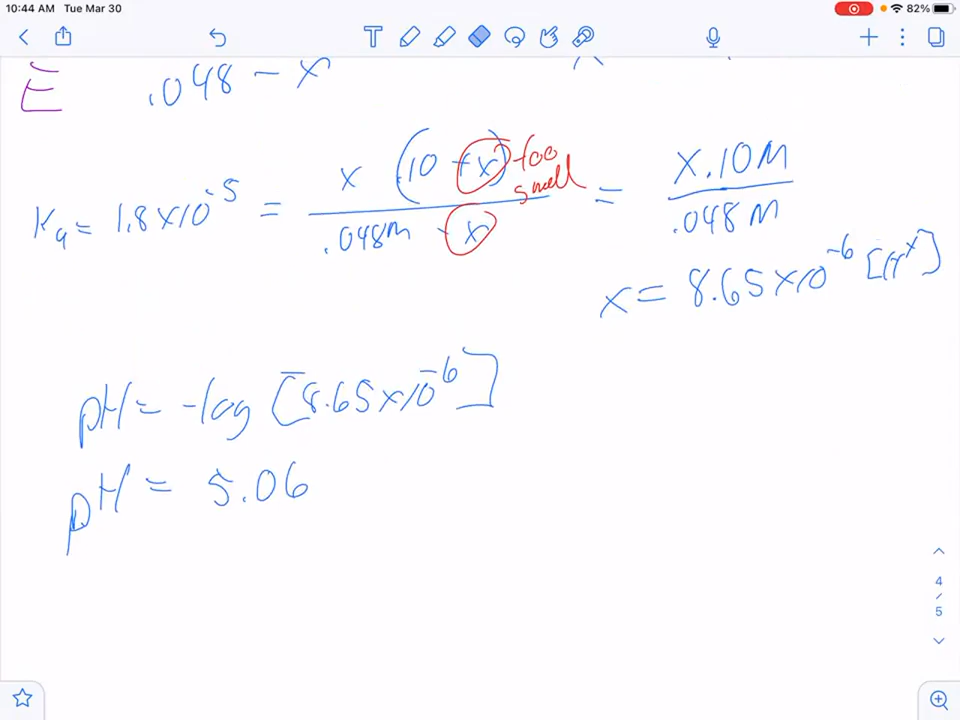 10:44 AM Tue Mar 30 82%
E .048 - x
Ka = 1.8 x 10^-5 = x (.10 + x) / .048M - x = x .10M / .048M
too small
x = 8.65 x 10^-6 [H^x]
pH = -log [8.65 x 10^-6]
pH = 5.06
4
/
5